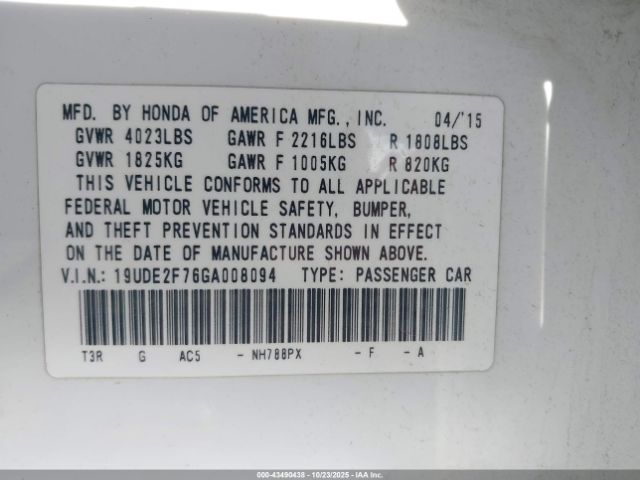 MFD. BY HONDA OF AMERICA MFG., INC. 04/'15
GVWR 4023LBS GAWR F 2216LBS R 1808LBS
GVWR 1825KG GAWR F 1005KG R 820KG
THIS VEHICLE CONFORMS TO ALL APPLICABLE
FEDERAL MOTOR VEHICLE SAFETY, BUMPER,
AND THEFT PREVENTION STANDARDS IN EFFECT
ON THE DATE OF MANUFACTURE SHOWN ABOVE.
V.I.N.: 19UDE2F76GA008094 TYPE: PASSENGER CAR
T3R G AC5 - NH788PX - F - A
000-43490438 - 10/23/2025 - IAA Inc.